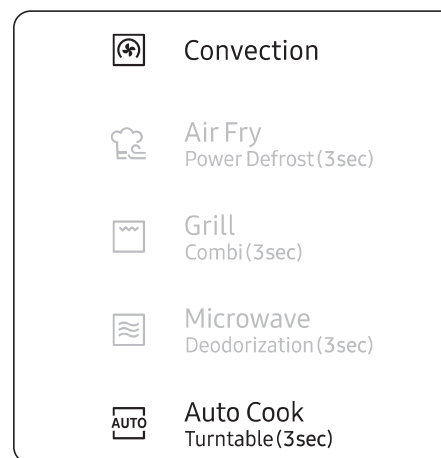 Convection
Air Fry
Power Defrost(3sec)
Grill
Combi(3sec)
Microwave
Deodorization(3sec)
AUTO
Auto Cook
Turntable(3sec)